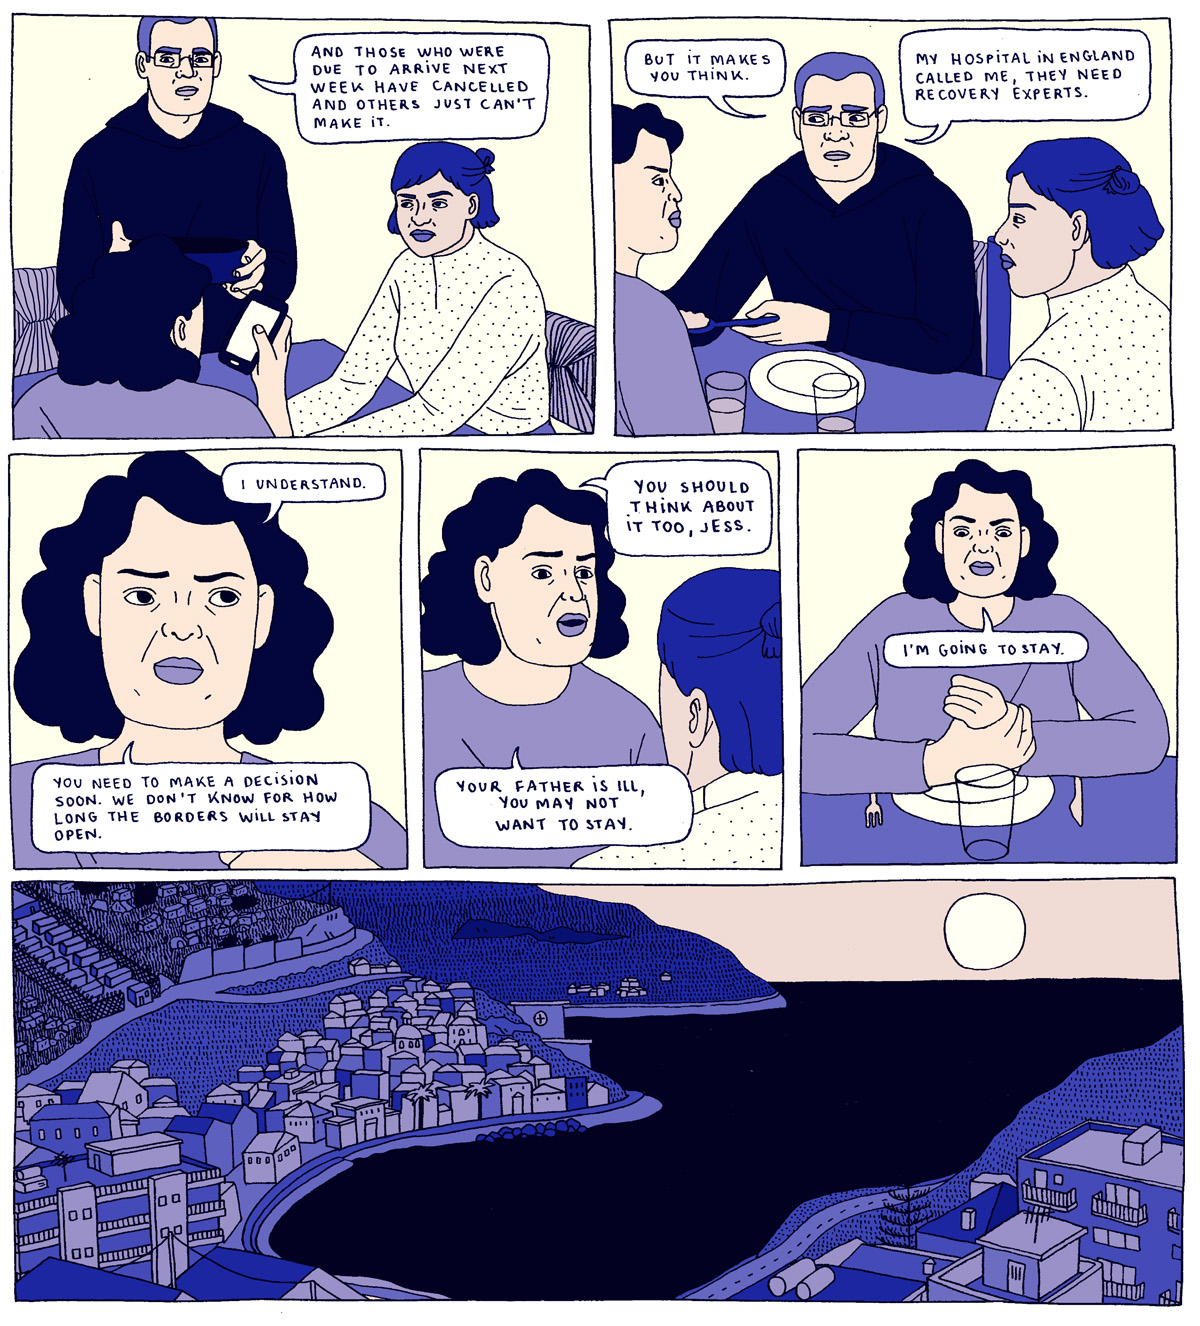 AND THOSE WHO WERE
DUE TO ARRIVE NEXT
WEEK HAVE CANCELLED
AND OTHERS JUST CAN'T
MAKE IT.
BUT IT MAKES
YOU THINK.
MY HOSPITAL IN ENGLAND
CALLED ME, THEY NEED
RECOVERY EXPERTS.
I UNDERSTAND.
YOU NEED TO MAKE A DECISION
SOON. WE DON'T KNOW FOR HOW
LONG THE BORDERS WILL STAY
OPEN.
YOU SHOULD
THINK ABOUT
IT TOO, JESS.
YOUR FATHER IS ILL,
YOU MAY NOT
WANT TO STAY.
I'M GOING TO STAY.